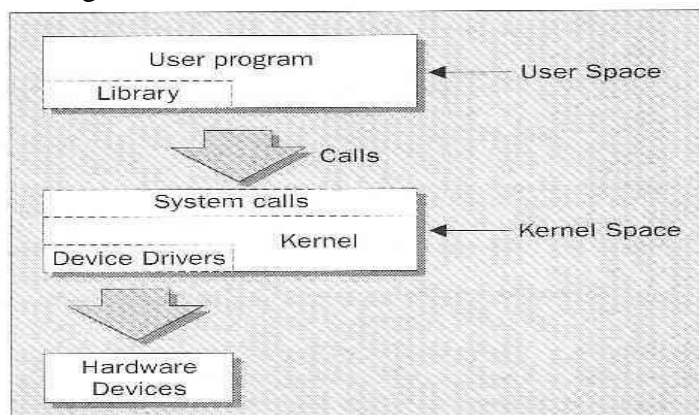 User program
Library
User Space
Calls
System calls
Kernel
Device Drivers
Kernel Space
Hardware
Devices